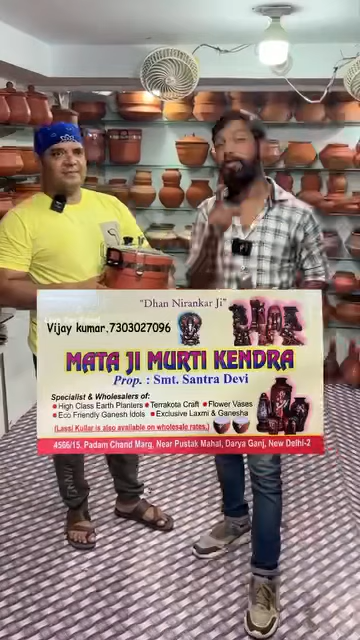 "Dhan Nirankar Ji"
Vijay kumar,7303027096
MATA JI MURTI KENDRA
Prop. : Smt. Santra Devi
Specialist & Wholesalers of:
● High Class Earth Planters ● Terrakota Craft ● Flower Vases
● Eco Friendly Ganesh Idols ● Exclusive Laxmi & Ganesha
(Lassi Kullar is also available on wholesale rates.)
#566/15, Padam Chand Marg, Near Pustak Mahal, Darya Ganj, New Delhi-2